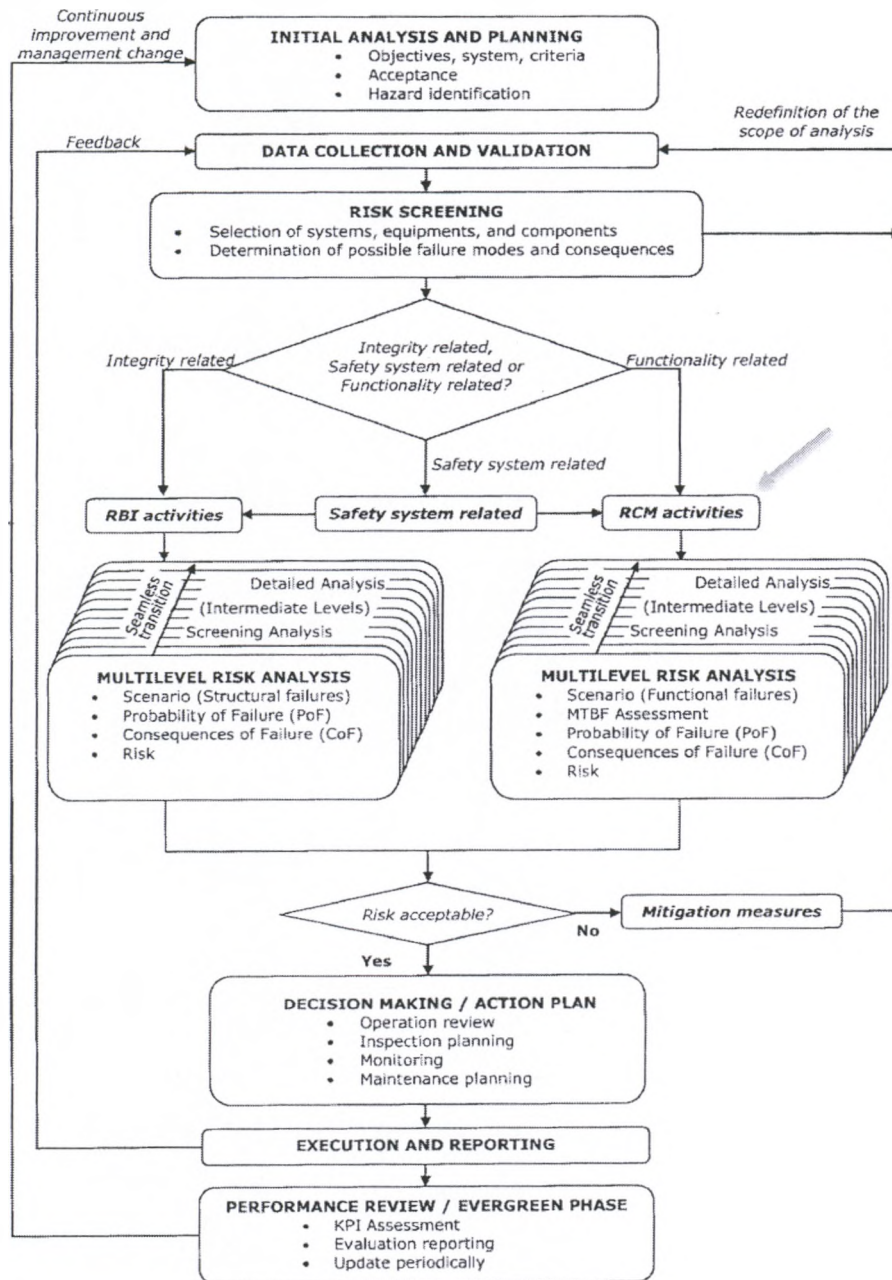 Continuous
improvement and
management change
INITIAL ANALYSIS AND PLANNING
• Objectives, system, criteria
• Acceptance
• Hazard identification
Redefinition of the
scope of analysis
Feedback
DATA COLLECTION AND VALIDATION
RISK SCREENING
• Selection of systems, equipments, and components
• Determination of possible failure modes and consequences
Integrity related
Integrity related,
Safety system related or
Functionality related?
Functionality related
Safety system related
RBI activities
Safety system related
RCM activities
Seamless
transition
Detailed Analysis
(Intermediate Levels)
Screening Analysis
MULTILEVEL RISK ANALYSIS
• Scenario (Structural failures)
• Probability of Failure (PoF)
• Consequences of Failure (CoF)
• Risk
Seamless
transition
Detailed Analysis
(Intermediate Levels)
Screening Analysis
MULTILEVEL RISK ANALYSIS
• Scenario (Functional failures)
• MTBF Assessment
• Probability of Failure (PoF)
• Consequences of Failure (CoF)
• Risk
Risk acceptable?
No
Mitigation measures
Yes
DECISION MAKING / ACTION PLAN
• Operation review
• Inspection planning
• Monitoring
• Maintenance planning
EXECUTION AND REPORTING
PERFORMANCE REVIEW / EVERGREEN PHASE
• KPI Assessment
• Evaluation reporting
• Update periodically